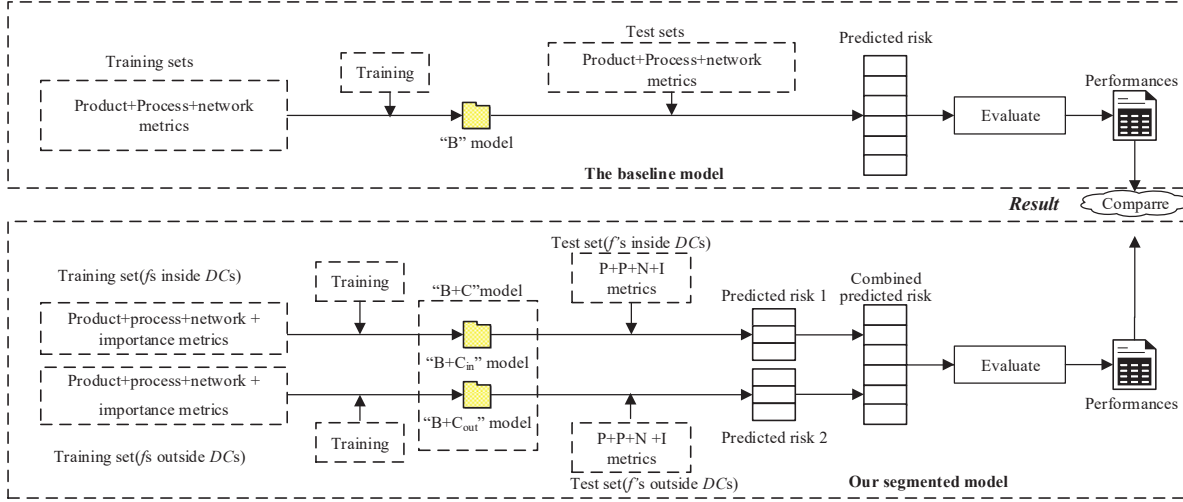 Training sets
Product+Process+network
metrics
Training
"B" model
Test sets
Product+Process+network
metrics
Predicted risk
Evaluate
Performances
The baseline model
Result
Comparre
Training set(fs inside DCs)
Product+process+network +
importance metrics
Product+process+network +
importance metrics
Training set(fs outside DCs)
Training
Training
"B+C"model
"B+Cin" model
"B+Cout" model
Test set(f's inside DCs)
P+P+N+I
metrics
P+P+N +I
metrics
Test set(f's outside DCs)
Predicted risk 1
Predicted risk 2
Combined
predicted risk
Evaluate
Performances
Our segmented model